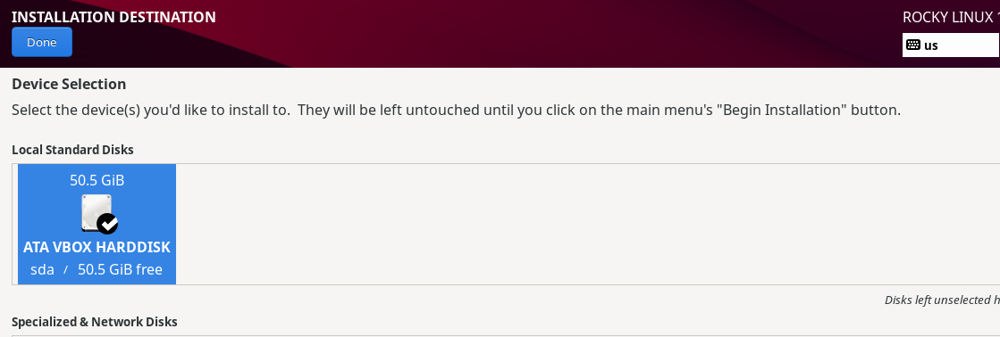 INSTALLATION DESTINATION
ROCKY LINUX
Done
us
Device Selection
Select the device(s) you'd like to install to.  They will be left untouched until you click on the main menu's "Begin Installation" button.
Local Standard Disks
50.5 GiB
ATA VBOX HARDDISK
sda / 50.5 GiB free
Disks left unselected
Specialized & Network Disks